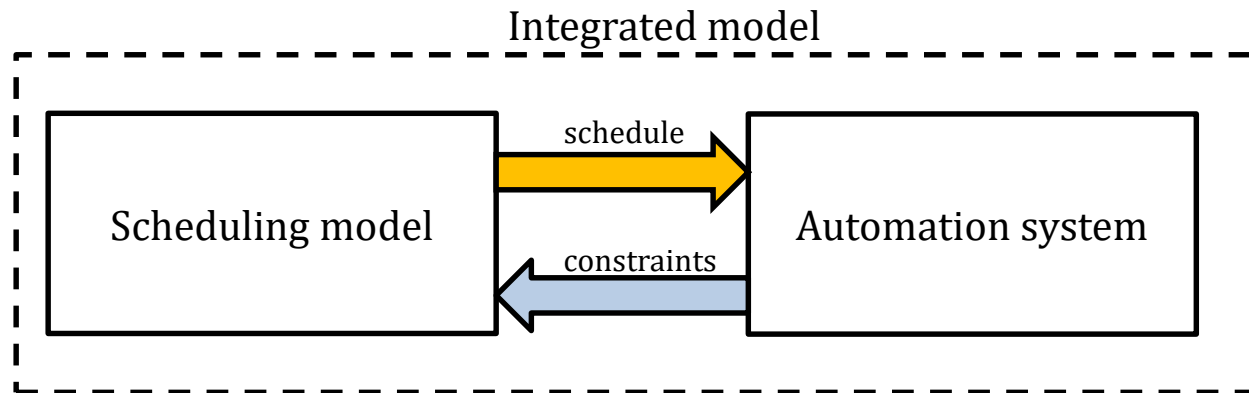 Integrated model
schedule
Scheduling model
Automation system
constraints